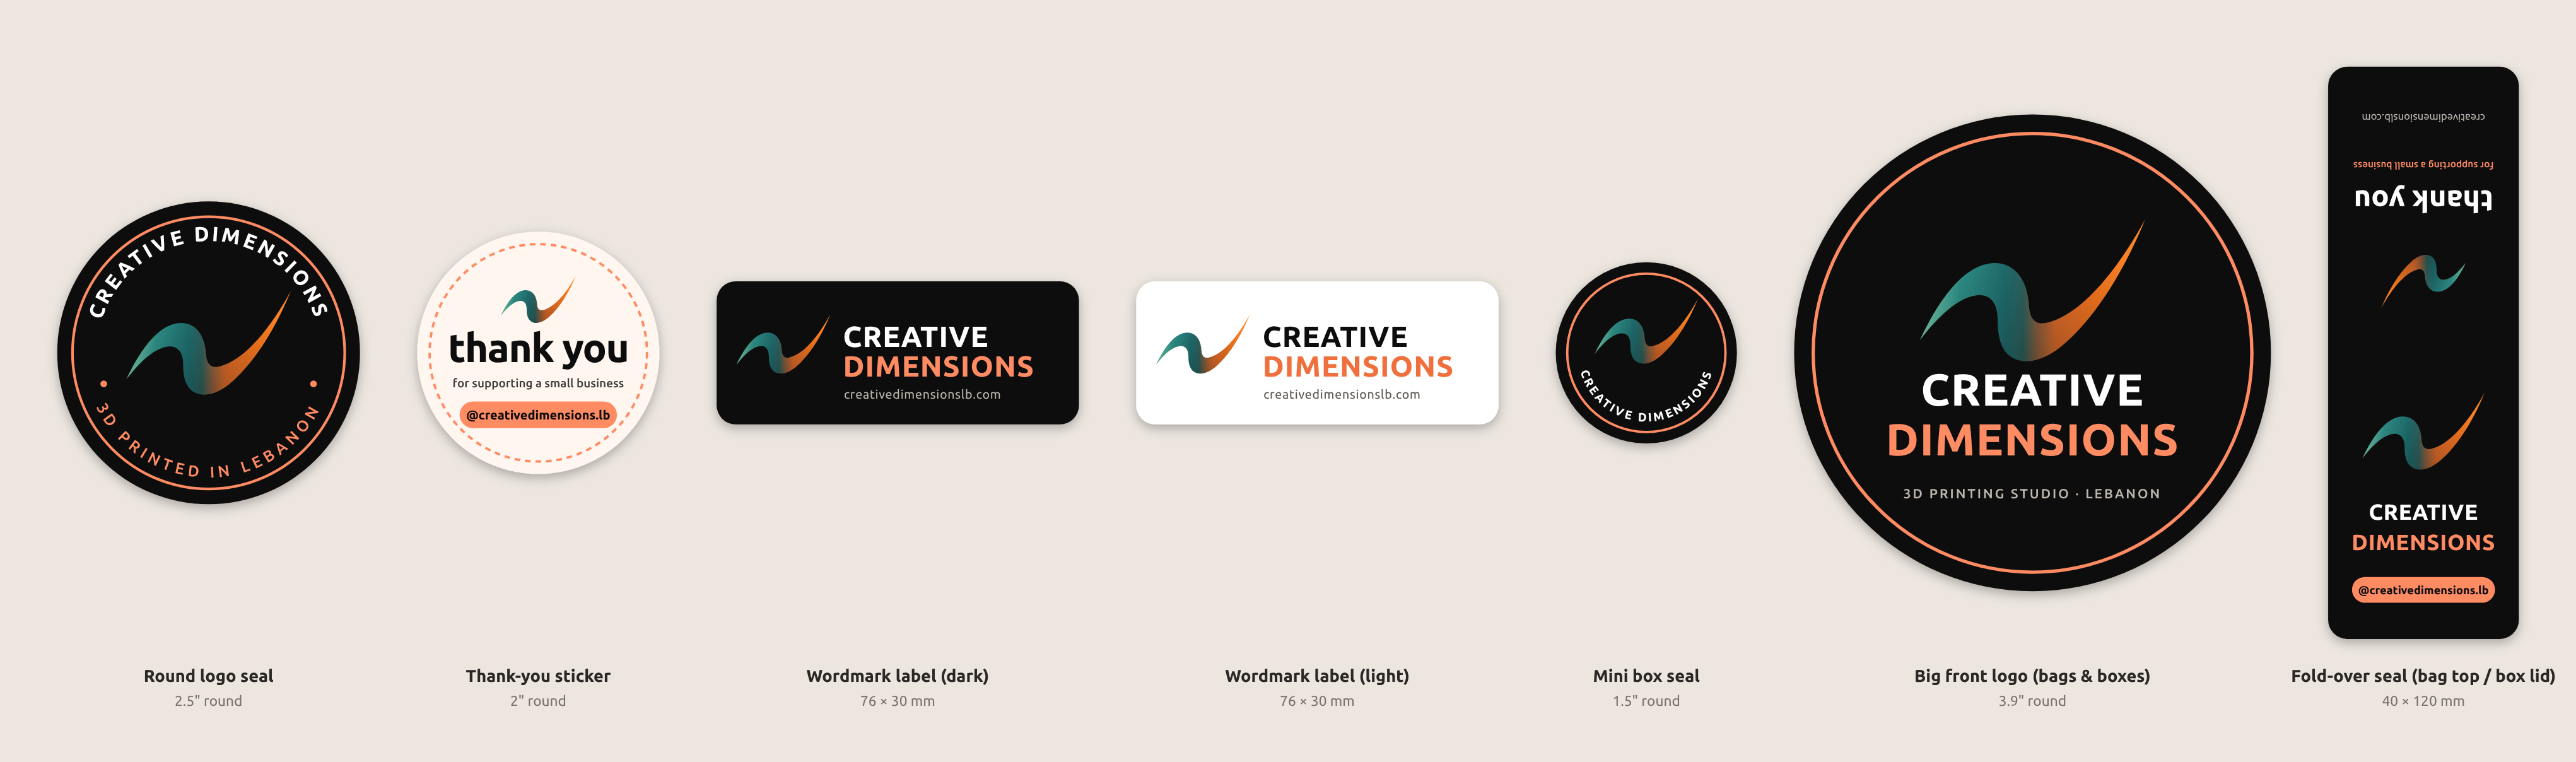 CREATIVE DIMENSIONS
3D PRINTED IN LEBANON
Round logo seal
2.5" round
thank you
for supporting a small business
@creativedimensions.lb
Thank-you sticker
2" round
CREATIVE
DIMENSIONS
creativedimensionslb.com
Wordmark label (dark)
76 × 30 mm
CREATIVE
DIMENSIONS
creativedimensionslb.com
Wordmark label (light)
76 × 30 mm
CREATIVE DIMENSIONS
Mini box seal
1.5" round
CREATIVE
DIMENSIONS
3D PRINTING STUDIO · LEBANON
Big front logo (bags & boxes)
3.9" round
creativedimensionslb.com
for supporting a small business
thank you
CREATIVE
DIMENSIONS
@creativedimensions.lb
Fold-over seal (bag top / box lid)
40 × 120 mm